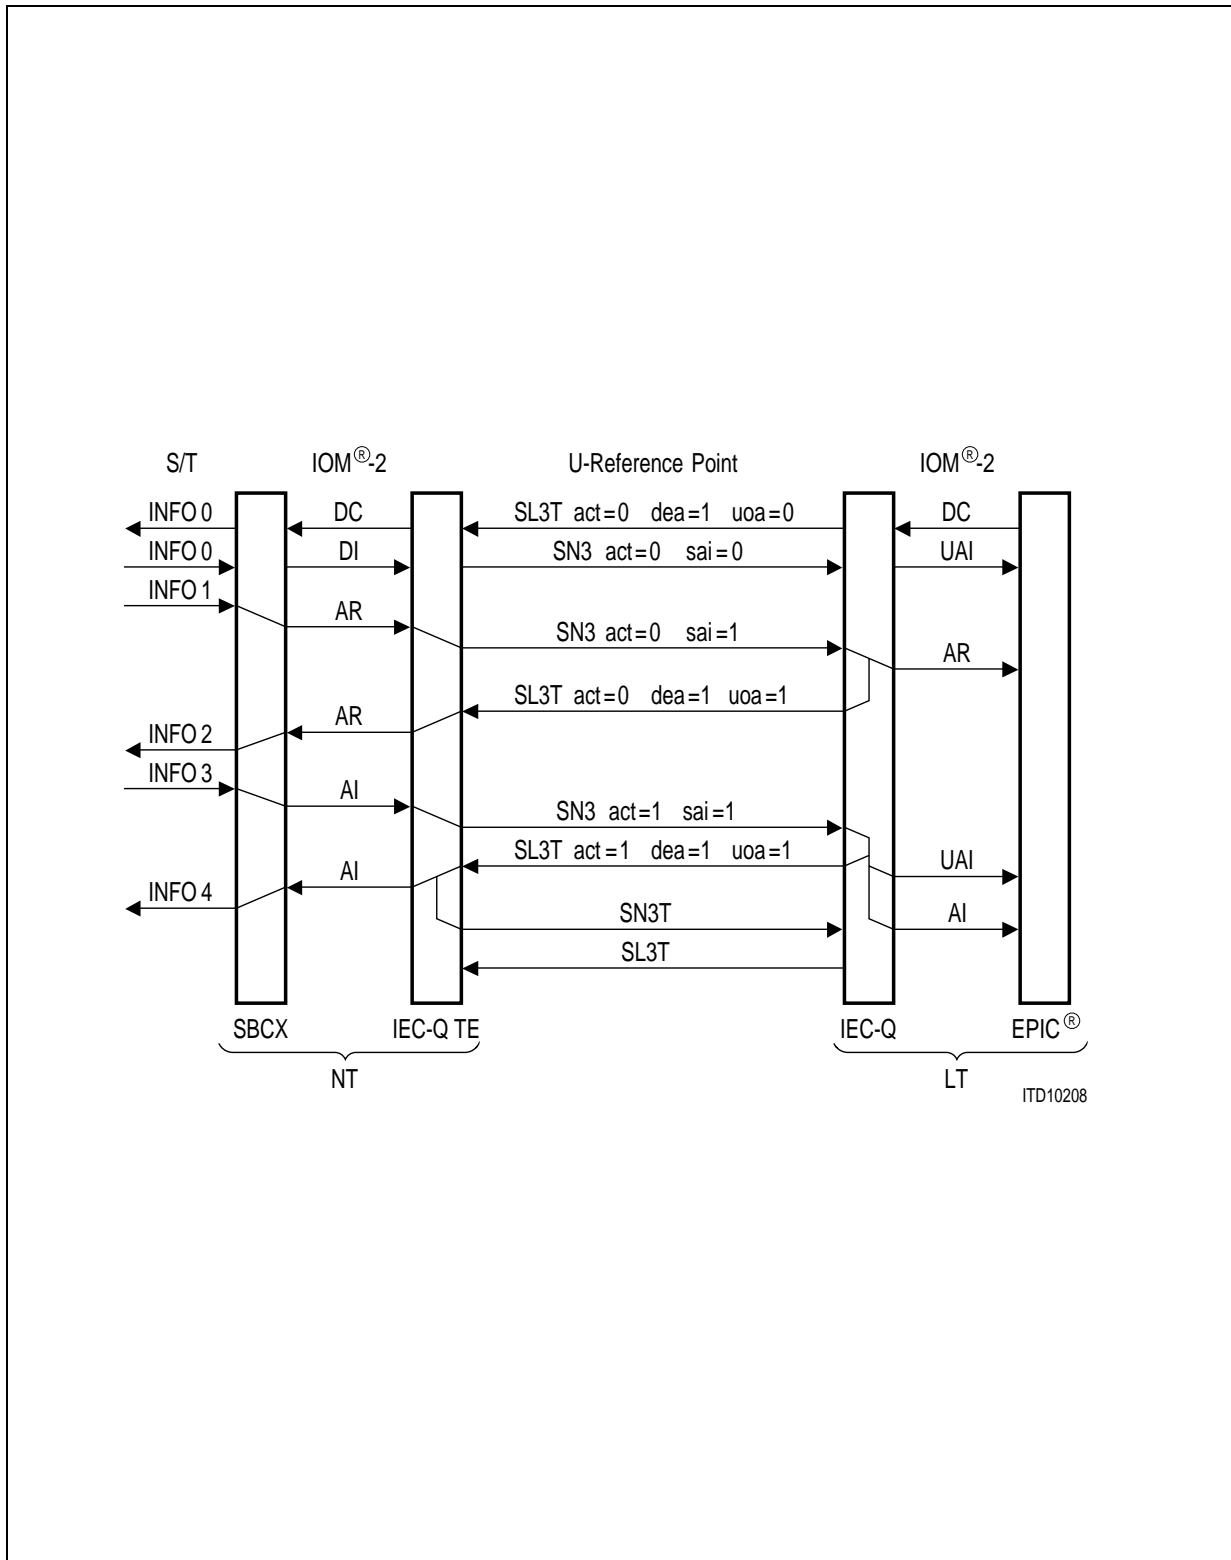 S/T IOM®-2 U-Reference Point IOM®-2
INFO 0 DC SL3T act=0 dea=1 uoa=0 DC
INFO 0 DI SN3 act=0 sai=0 UAI
INFO 1
AR
SN3 act=0 sai=1
AR
SL3T act=0 dea=1 uoa=1
AR
INFO 2
INFO 3
AI
SN3 act=1 sai=1
SL3T act=1 dea=1 uoa=1
UAI
AI
INFO 4
SN3T AI
SL3T
SBCX IEC-Q TE IEC-Q EPIC®
NT LT
ITD10208